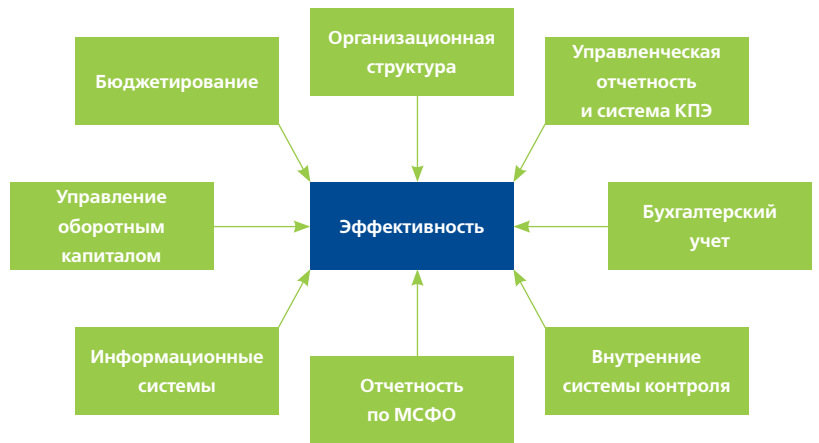 Организационная
структура
Бюджетирование
Управленческая
отчетность
и система КПЭ
Управление
оборотным
капиталом
Эффективность
Бухгалтерский
учет
Информационные
системы
Отчетность
по МСФО
Внутренние
системы контроля